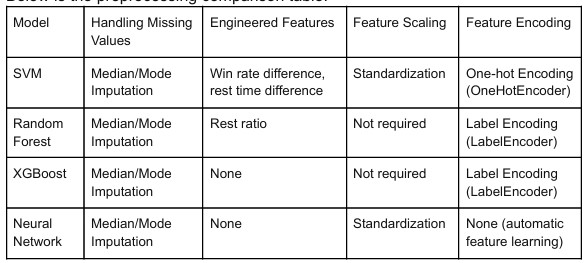 Below is the preprocessing comparison table:
Model
Handling Missing
Values
Engineered Features
Feature Scaling
Feature Encoding
SVM
Median/Mode
Imputation
Win rate difference,
rest time difference
Standardization
One-hot Encoding
(OneHotEncoder)
Random
Forest
Median/Mode
Imputation
Rest ratio
Not required
Label Encoding
(LabelEncoder)
XGBoost
Median/Mode
Imputation
None
Not required
Label Encoding
(LabelEncoder)
Neural
Network
Median/Mode
Imputation
None
Standardization
None (automatic
feature learning)